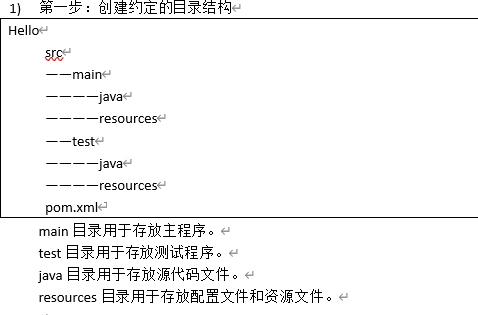 1) 第一步：创建约定的目录结构
Hello
src
——main
————java
————resources
——test
————java
————resources
pom.xml
main 目录用于存放主程序。
test 目录用于存放测试程序。
java 目录用于存放源代码文件。
resources 目录用于存放配置文件和资源文件。